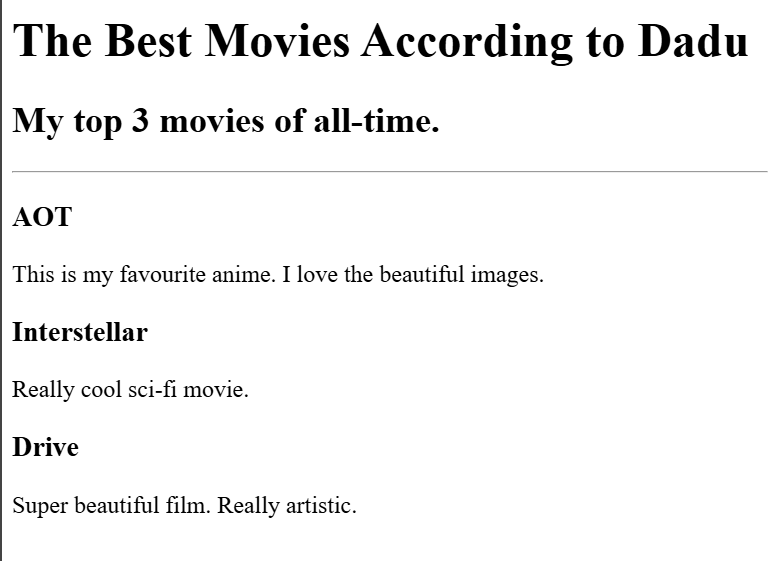 The Best Movies According to Dadu
My top 3 movies of all-time.
AOT
This is my favourite anime. I love the beautiful images.
Interstellar
Really cool sci-fi movie.
Drive
Super beautiful film. Really artistic.